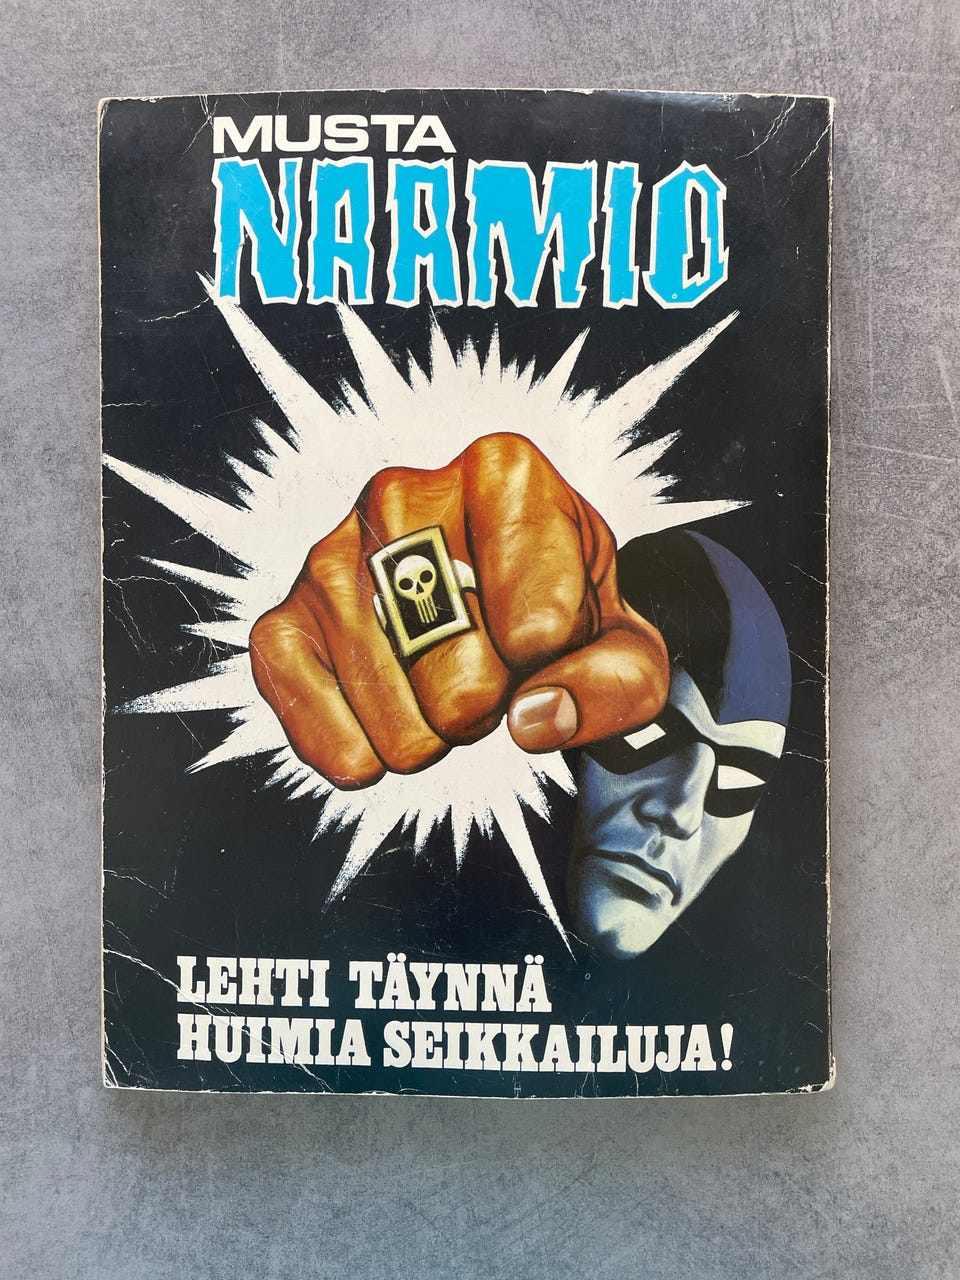 MUSTA
NAAMIO
LEHTI TÄYNNÄ
HUIMIA SEIKKAILUJA!